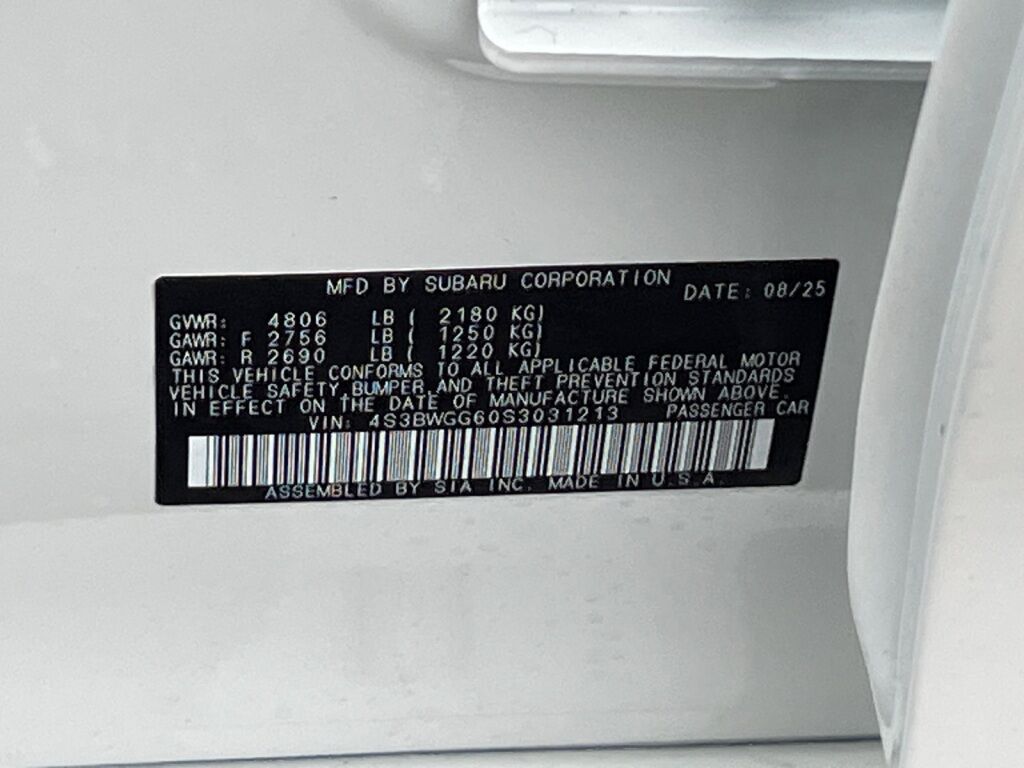 MFD BY SUBARU CORPORATION DATE: 08/25
GVWR: 4806 LB ( 2180 KG)
GAWR: F 2756 LB ( 1250 KG)
GAWR: R 2690 LB ( 1220 KG)
THIS VEHICLE CONFORMS TO ALL APPLICABLE FEDERAL MOTOR
VEHICLE SAFETY,BUMPER AND THEFT PREVENTION STANDARDS
IN EFFECT ON THE DATE OF MANUFACTURE SHOWN ABOVE.
VIN: 4S3BWGG60S3031213 PASSENGER CAR
ASSEMBLED BY SIA INC. MADE IN U.S.A.